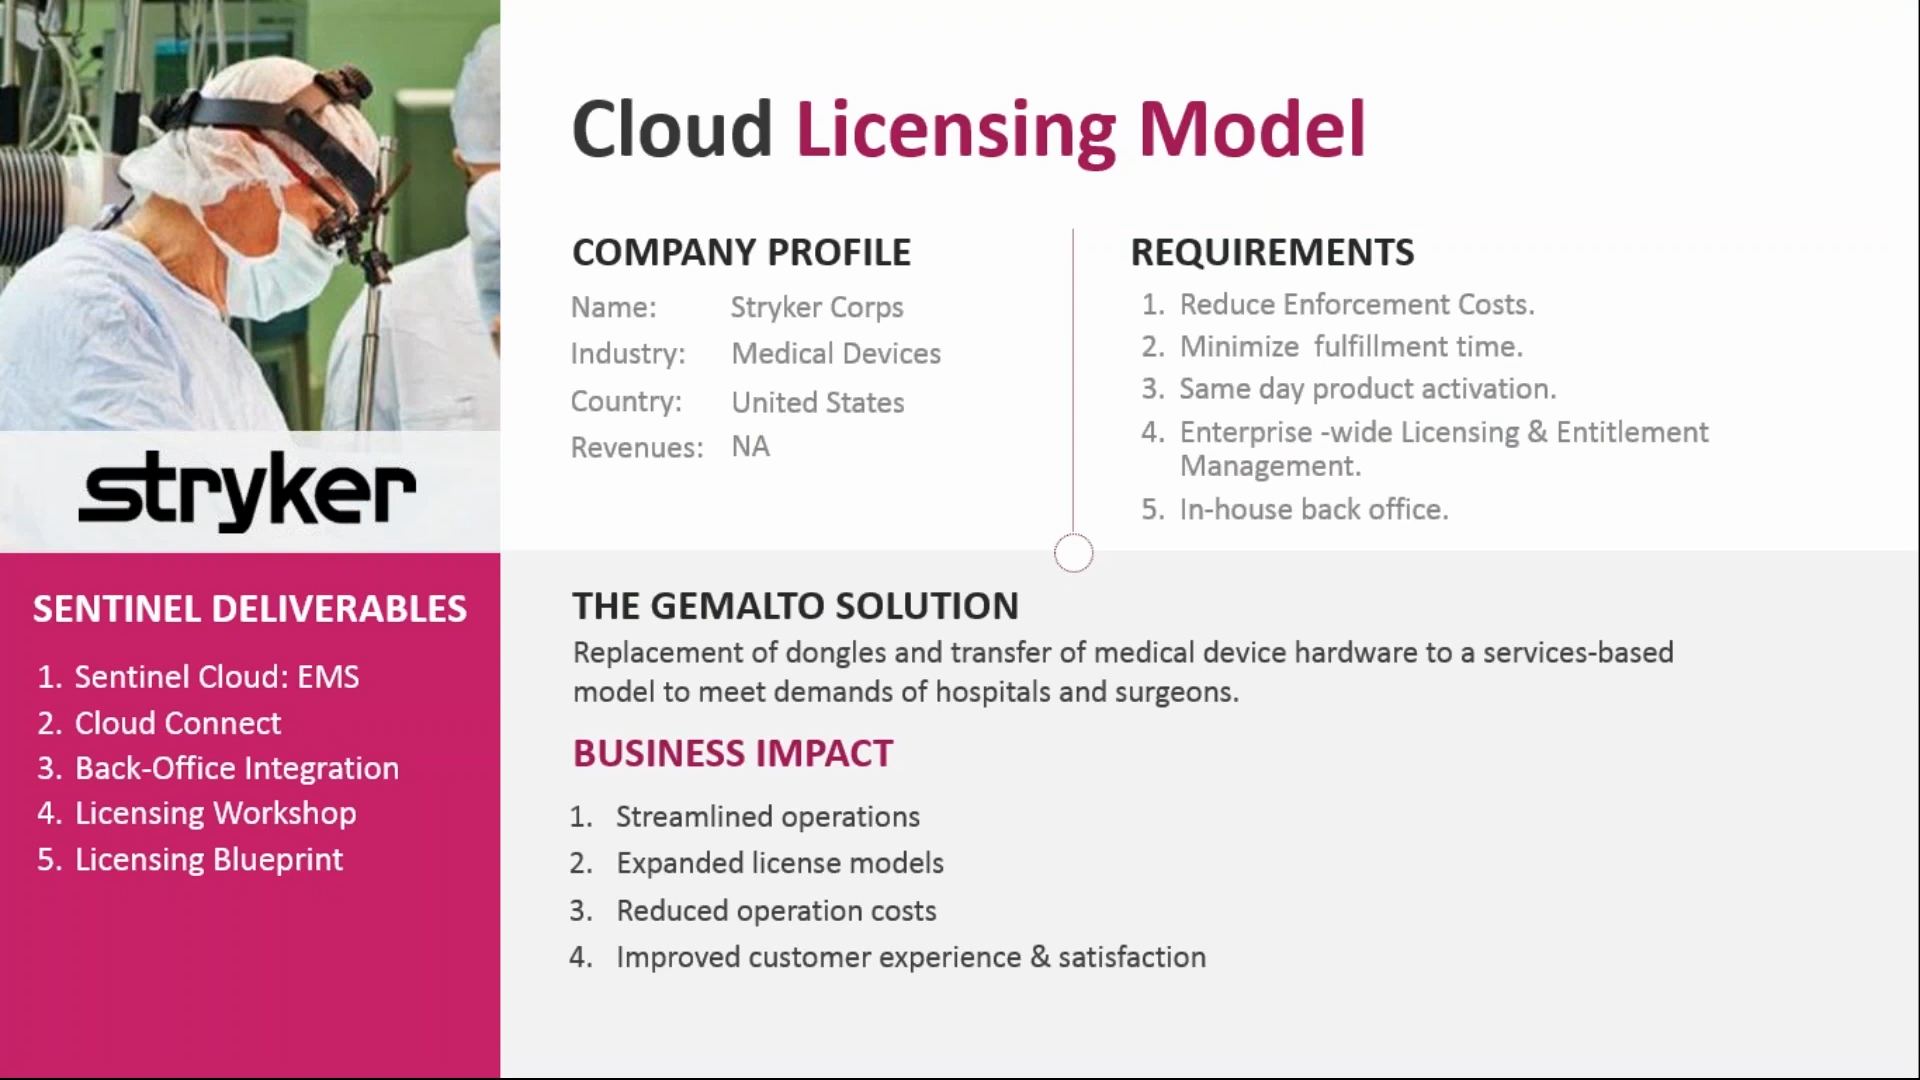 Cloud Licensing Model
COMPANY PROFILE
Name: Stryker Corps
Industry: Medical Devices
Country: United States
Revenues: NA
REQUIREMENTS
1. Reduce Enforcement Costs.
2. Minimize  fulfillment time.
3. Same day product activation.
4. Enterprise -wide Licensing & Entitlement
Management.
5. In-house back office.
stryker
SENTINEL DELIVERABLES
1. Sentinel Cloud: EMS
2. Cloud Connect
3. Back-Office Integration
4. Licensing Workshop
5. Licensing Blueprint
THE GEMALTO SOLUTION
Replacement of dongles and transfer of medical device hardware to a services-based
model to meet demands of hospitals and surgeons.
BUSINESS IMPACT
1. Streamlined operations
2. Expanded license models
3. Reduced operation costs
4. Improved customer experience & satisfaction